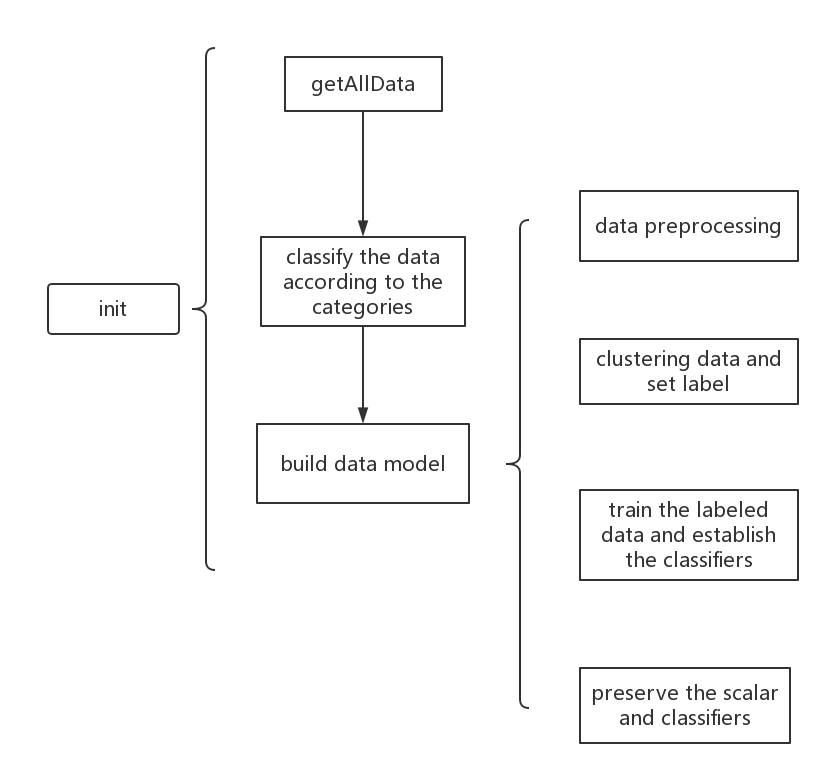 getAllData
data preprocessing
classify the data
according to the
categories
init
clustering data and
set label
build data model
train the labeled
data and establish
the classifiers
preserve the scalar
and classifiers